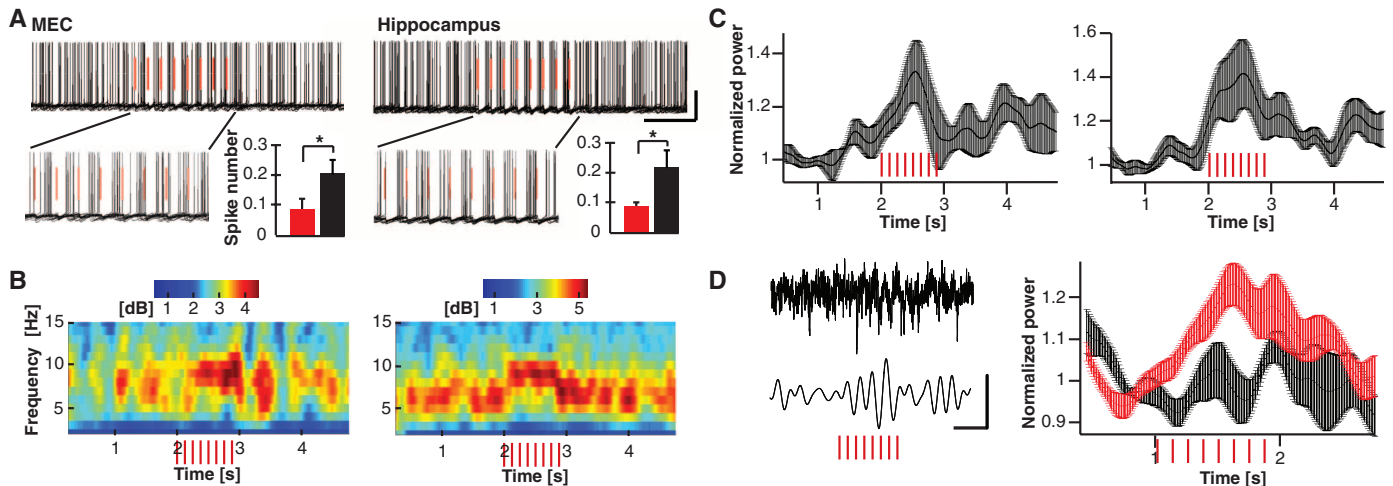 A MEC
Hippocampus
Spike number
0.3
0.2
0.1
0
*
0.3
0.2
0.1
0
*
B
[dB] 1 2 3 4
Frequency [Hz]
15
10
5
1 2 3
Time [s]
[dB] 1 3 5
15
10
5
1 2 3 4
Time [s]
C
Normalized power
1.4
1.2
1
1 2 3 4
Time [s]
1.6
1.4
1.2
1.0
1 2 3 4
Time [s]
D
Normalized power
1.2
1.1
1
0.9
1 2
Time [s]